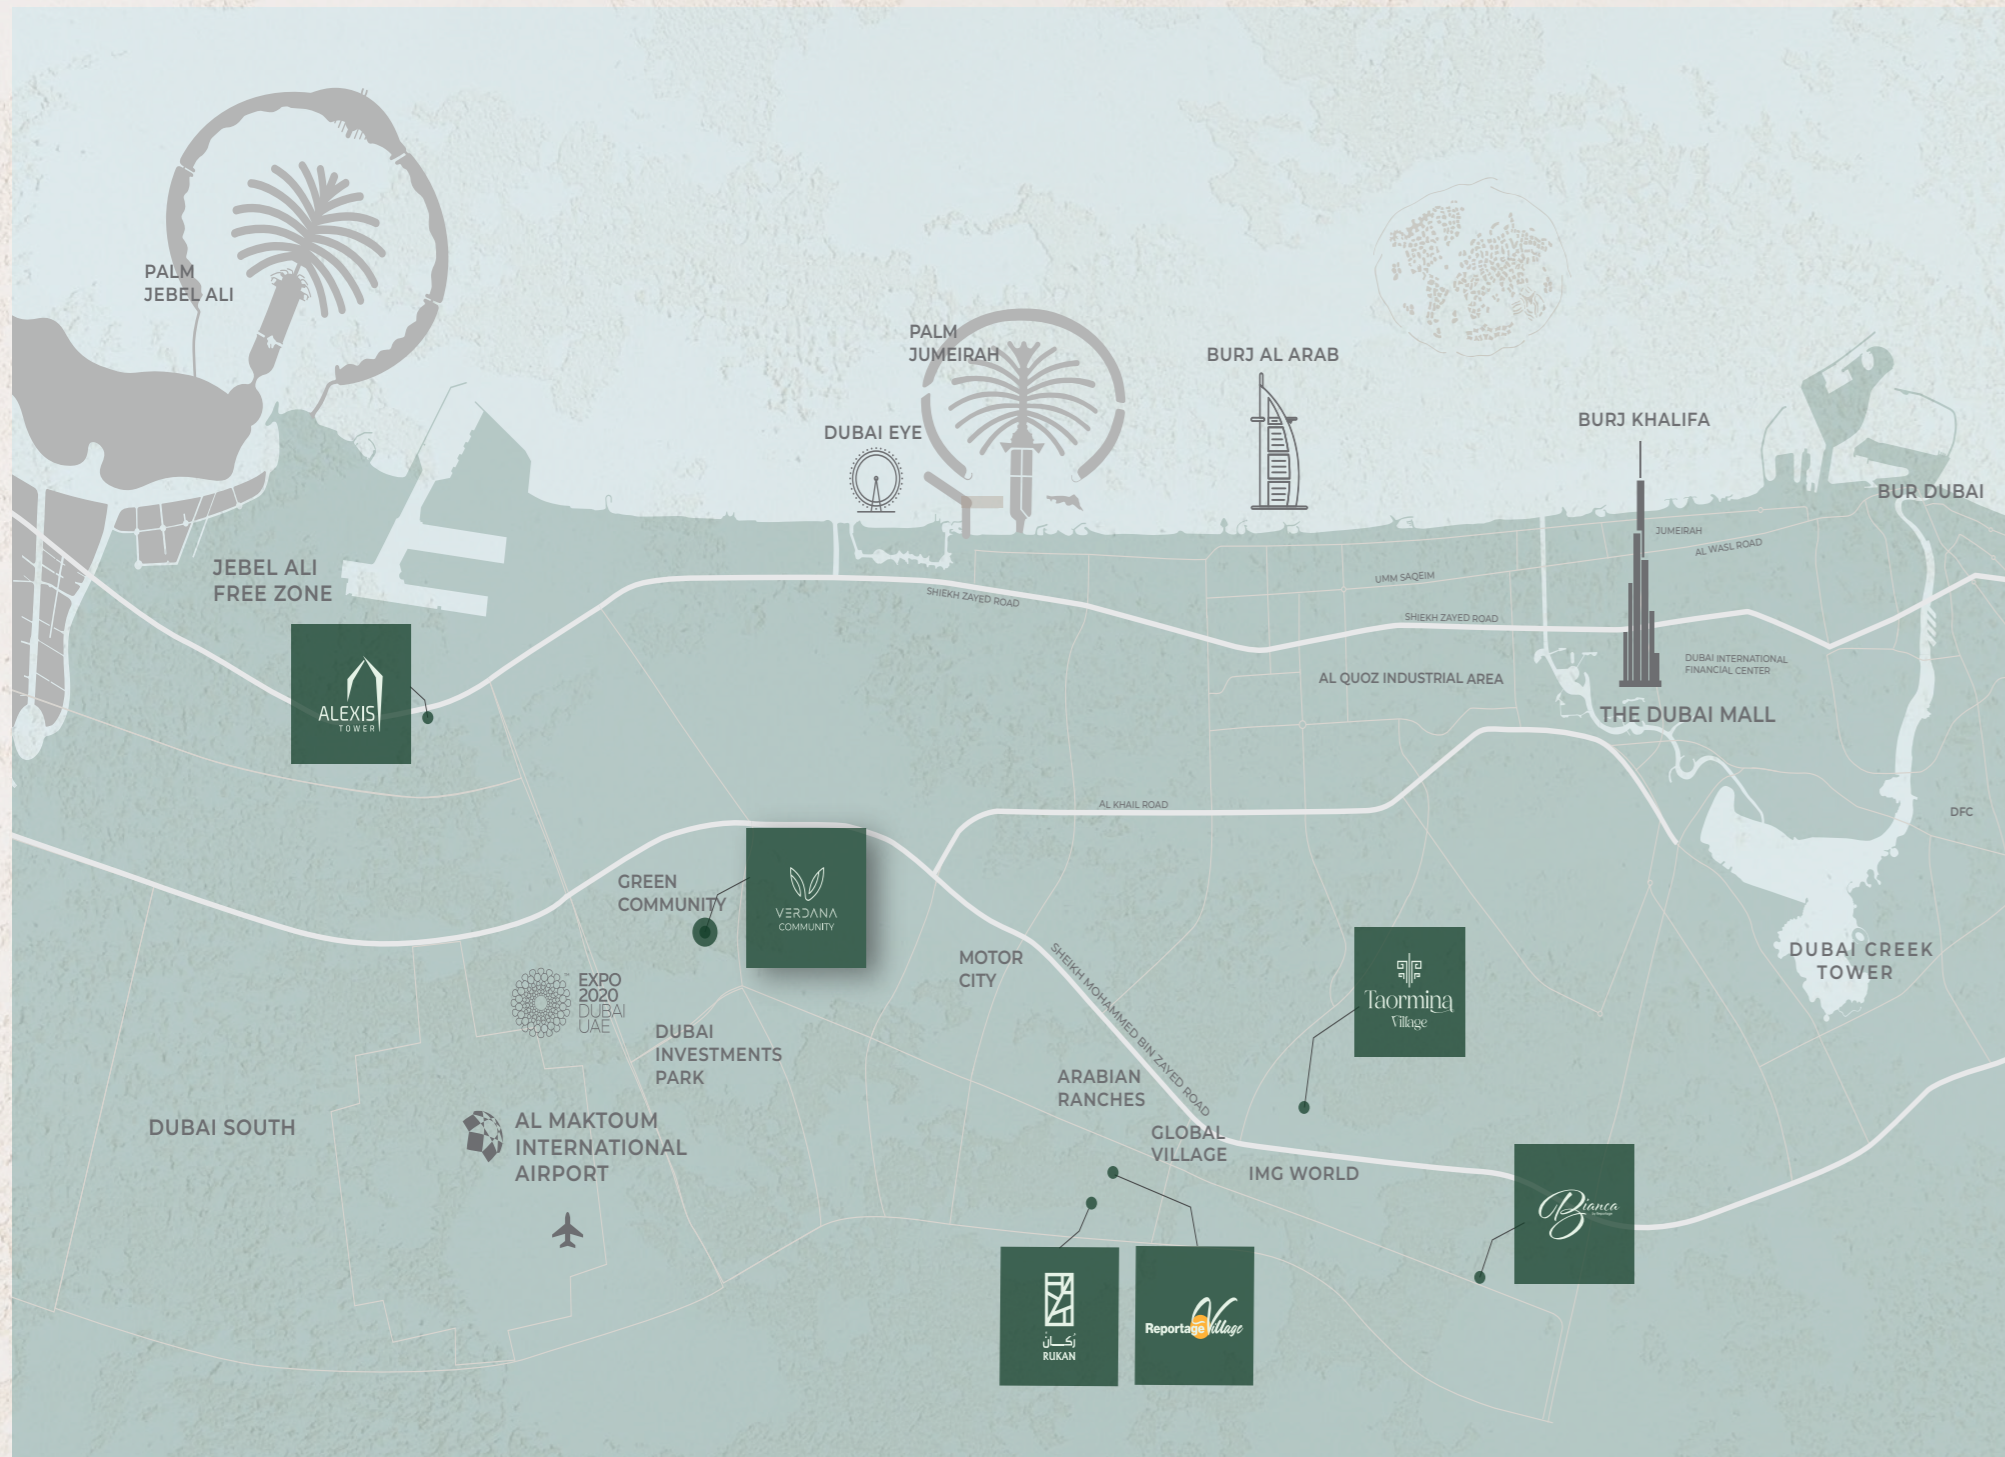 PALM
JEBEL ALI
PALM
JUMEIRAH
BURJ AL ARAB
DUBAI EYE
BURJ KHALIFA
BUR DUBAI
JUMEIRAH
AL WASL ROAD
JEBEL ALI
FREE ZONE
UMM SAQEIM
SHIEKH ZAYED ROAD
SHIEKH ZAYED ROAD
DUBAI INTERNATIONAL
FINANCIAL CENTER
AL QUOZ INDUSTRIAL AREA
ALEXIS
TOWER
THE DUBAI MALL
AL KHAIL ROAD
DFC
GREEN
COMMUNITY
VERDANA
COMMUNITY
MOTOR
CITY
SHEIKH MOHAMMED BIN ZAYED ROAD
DUBAI CREEK
TOWER
EXPO
2020
DUBAI
UAE
Taormina
Village
DUBAI
INVESTMENTS
PARK
ARABIAN
RANCHES
DUBAI SOUTH
AL MAKTOUM
INTERNATIONAL
AIRPORT
GLOBAL
VILLAGE
IMG WORLD
Bianca
ركان
RUKAN
Reportage Village